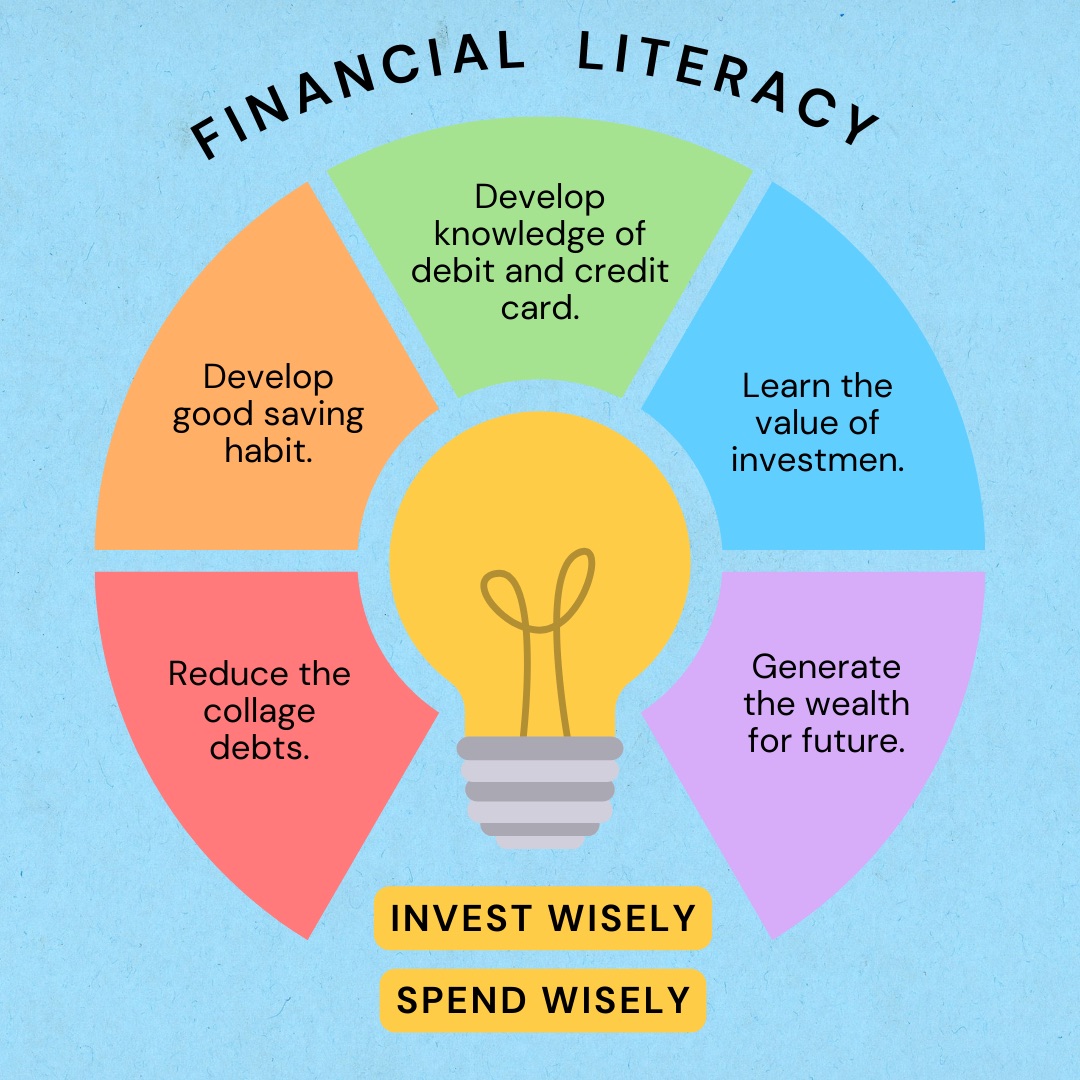 FINANCIAL LITERACY
Develop
knowledge of
debit and credit
card.
Develop
good saving
habit.
Learn the
value of
investmen.
Reduce the
collage
debts.
Generate
the wealth
for future.
INVEST WISELY
SPEND WISELY